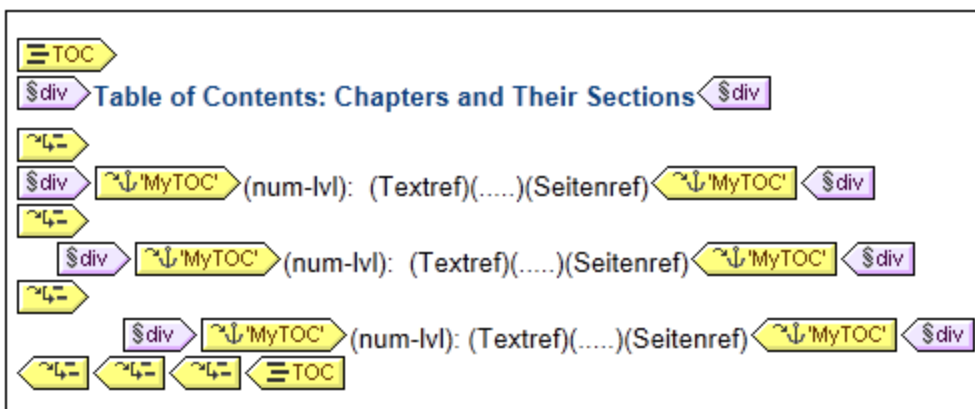 TOC
§div Table of Contents: Chapters and Their Sections §div
§div 'MyTOC' (num-lvl): (Textref)(.....)(Seitenref) 'MyTOC' §div
§div 'MyTOC' (num-lvl): (Textref)(.....)(Seitenref) 'MyTOC' §div
§div 'MyTOC' (num-lvl): (Textref)(.....)(Seitenref) 'MyTOC' §div
TOC